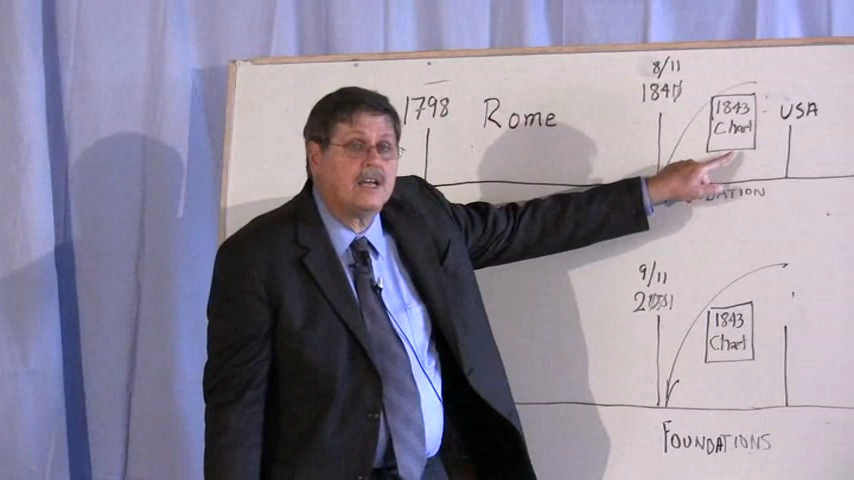 8/11
1798 Rome 1840 1843 USA
Chart
DATION
9/11
2001
1843
Chart
FOUNDATIONS